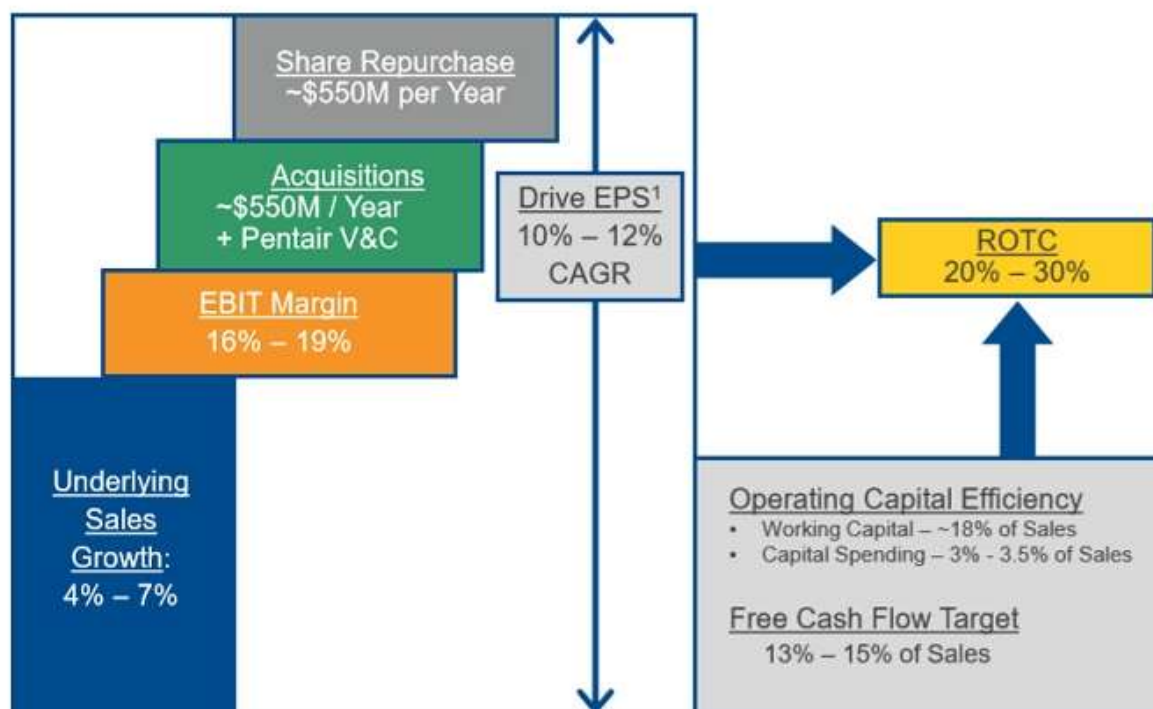 Share Repurchase
~$550M per Year
Acquisitions
~$550M / Year
+ Pentair V&C
EBIT Margin
16% – 19%
Underlying
Sales
Growth:
4% – 7%
Drive EPS¹
10% – 12%
CAGR
ROTC
20% – 30%
Operating Capital Efficiency
• Working Capital – ~18% of Sales
• Capital Spending – 3% - 3.5% of Sales
Free Cash Flow Target
13% – 15% of Sales